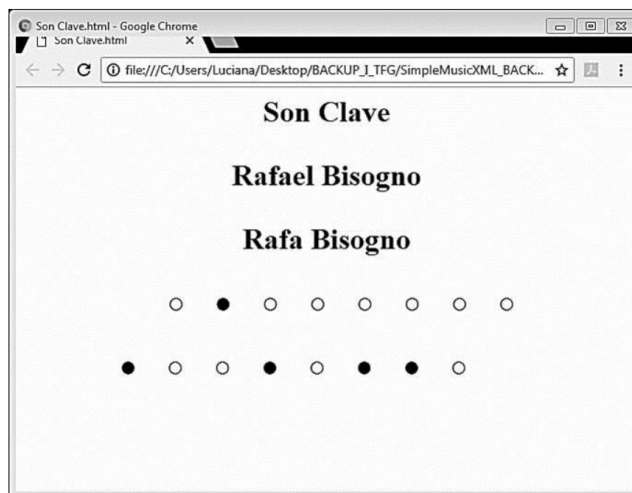 Son Clave.html - Google Chrome
Son Clave.html
file:///C:/Users/Luciana/Desktop/BACKUP_1_TFG/SimpleMusicXML_BACK...
Son Clave
Rafael Bisogno
Rafa Bisogno